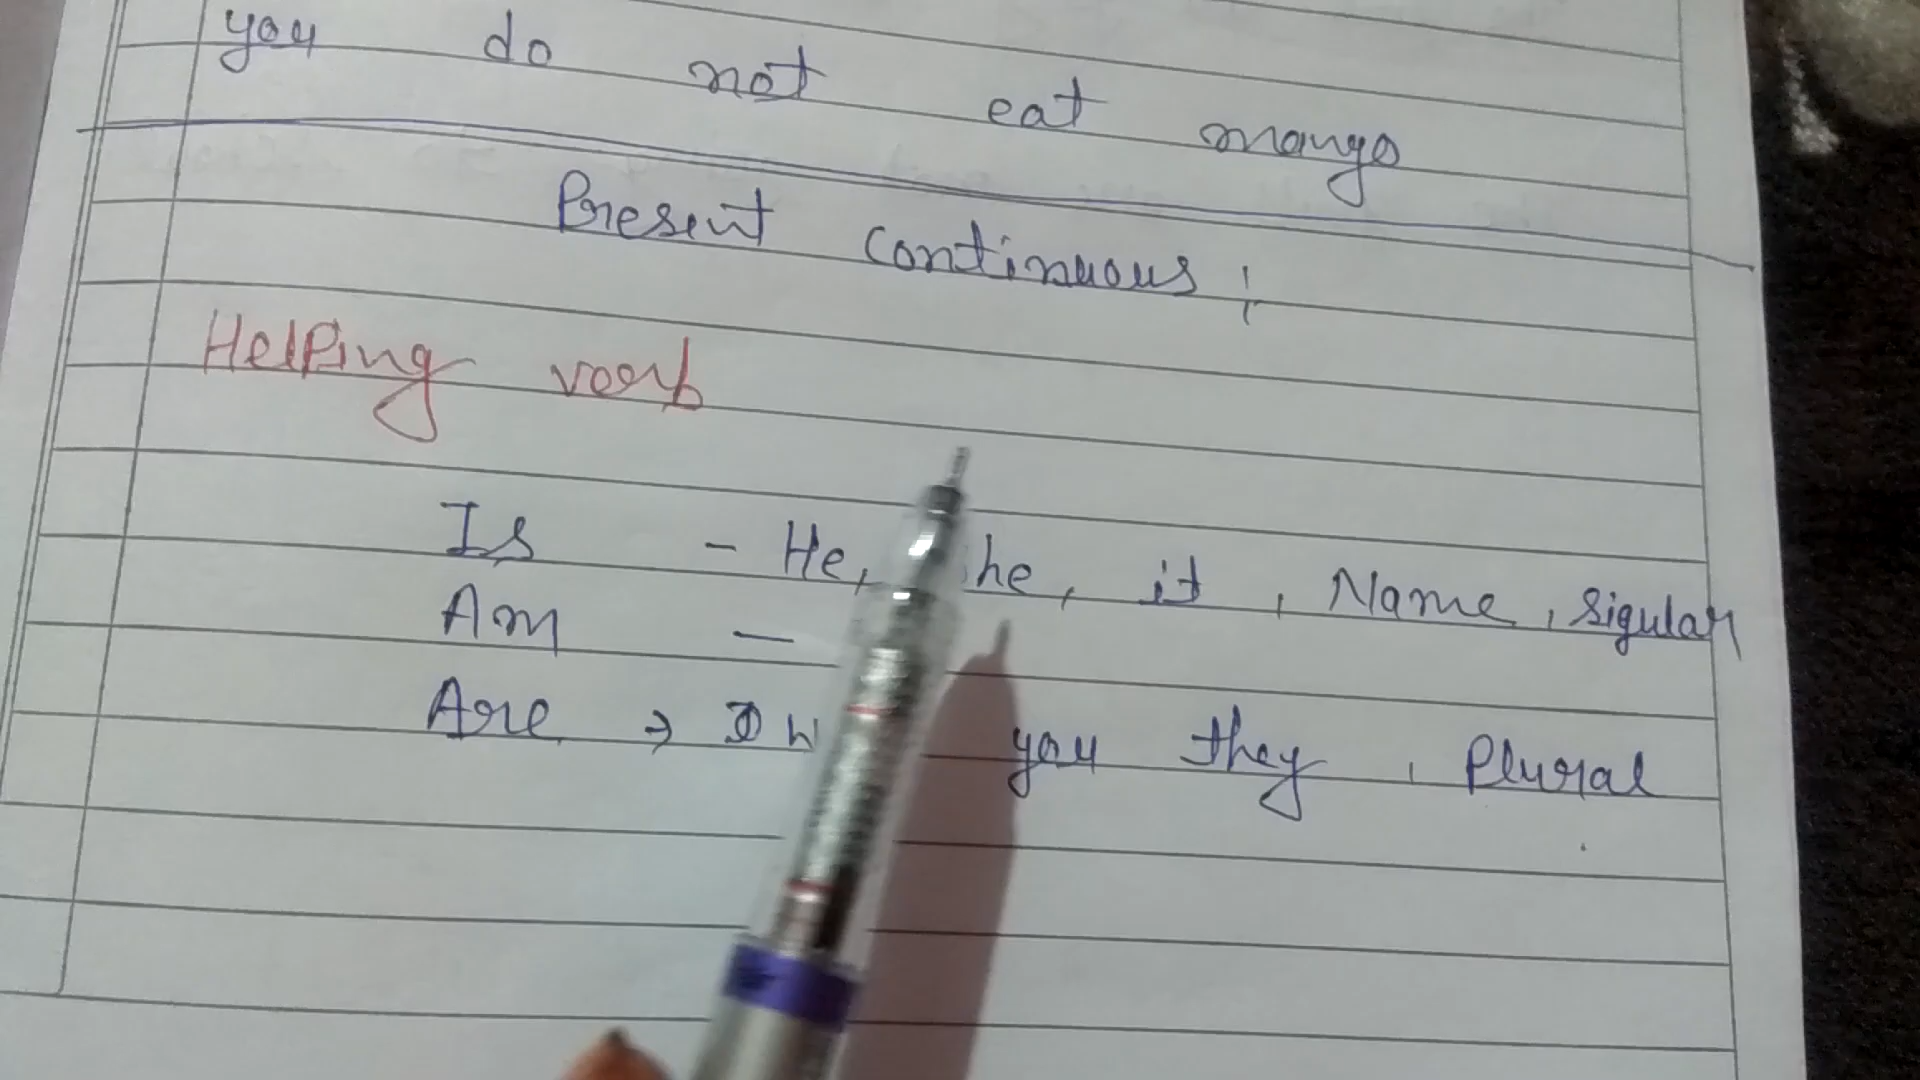 you do not eat mango
Present continuous ;
Helping verb
Is - He, he, it, Name, sigular
Am —
Are → you they, Plural